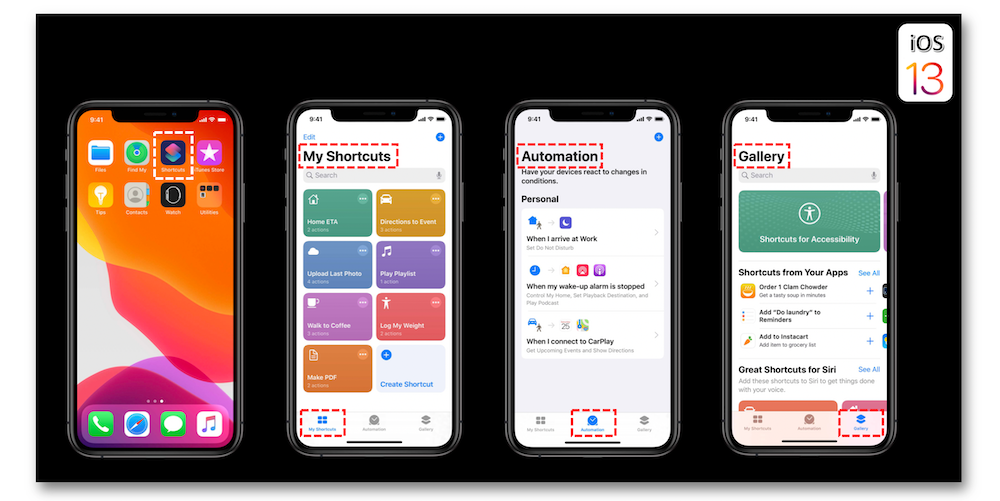 iOS
13
9:41
Files
Find My
Shortcuts
iTunes Store
Tips
Contacts
Watch
Utilities
9:41
Edit
My Shortcuts
Search
Home ETA
2 actions
Directions to Event
3 actions
Upload Last Photo
4 actions
Play Playlist
1 action
Walk to Coffee
3 actions
Log My Weight
2 actions
Make PDF
2 actions
Create Shortcut
My Shortcuts
Automation
Gallery
9:41
Automation
Have your devices react to changes in
conditions.
Personal
When I arrive at Work
Set Do Not Disturb
When my wake-up alarm is stopped
Control My Home, Set Playback Destination, and
Play Podcast
25
When I connect to CarPlay
Get Upcoming Events and Show Directions
My Shortcuts
Automation
Gallery
9:41
Gallery
Search
Shortcuts for Accessibility
Shortcuts from Your Apps
See All
Order 1 Clam Chowder
Get a tasty soup in minutes
Add “Do laundry” to
Reminders
Add to Instacart
Add item to grocery list
Great Shortcuts for Siri
See All
Add these shortcuts to Siri to get things done
with your voice.
My Shortcuts
Automation
Gallery